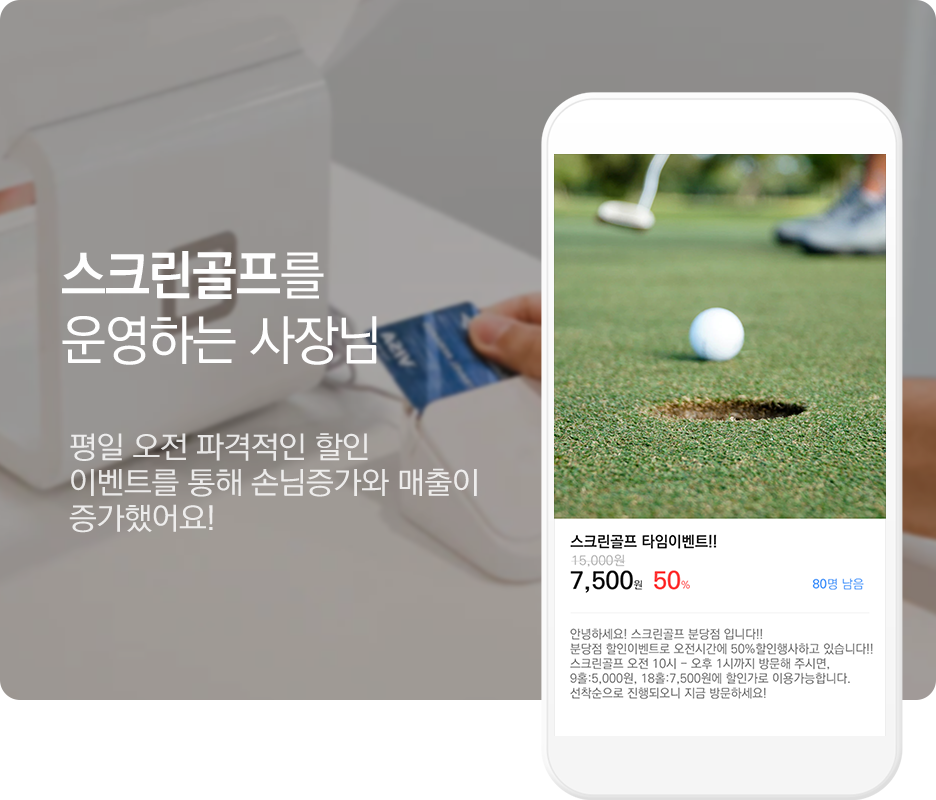 스크린골프를
운영하는 사장님
평일 오전 파격적인 할인
이벤트를 통해 손님증가와 매출이
증가했어요!
스크린골프 타임이벤트!!
15,000원
7,500원 50%
80명 남음
안녕하세요! 스크린골프 분당점 입니다!!
분당점 할인이벤트로 오전시간에 50%할인행사하고 있습니다!!
스크린골프 오전 10시 - 오후 1시까지 방문해 주시면,
9홀:5,000원, 18홀:7,500원에 할인가로 이용가능합니다.
선착순으로 진행되오니 지금 방문하세요!